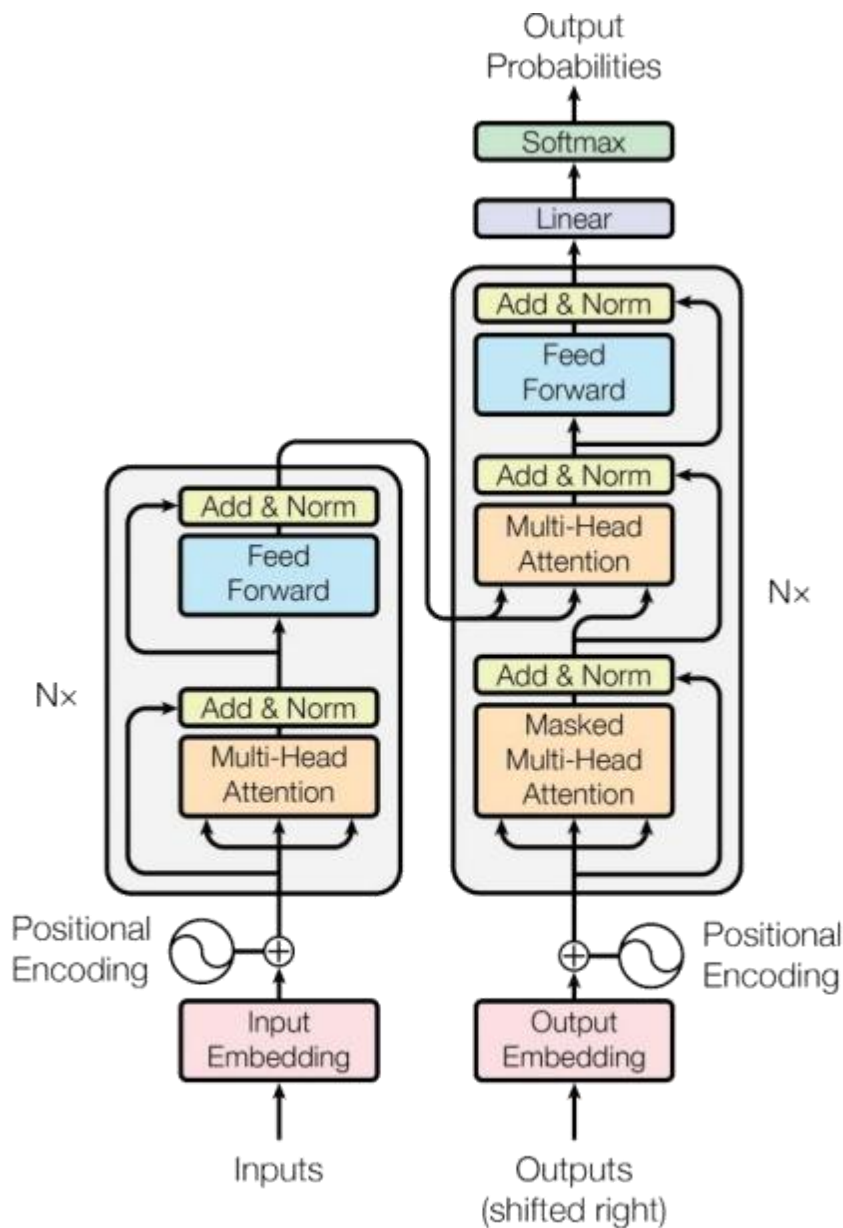 Output
Probabilities
Softmax
Linear
Add & Norm
Feed
Forward
Add & Norm
Multi-Head
Attention
Nx
Add & Norm
Masked
Multi-Head
Attention
Add & Norm
Feed
Forward
Nx
Add & Norm
Multi-Head
Attention
Positional
Encoding
Positional
Encoding
Input
Embedding
Output
Embedding
Inputs
Outputs
(shifted right)